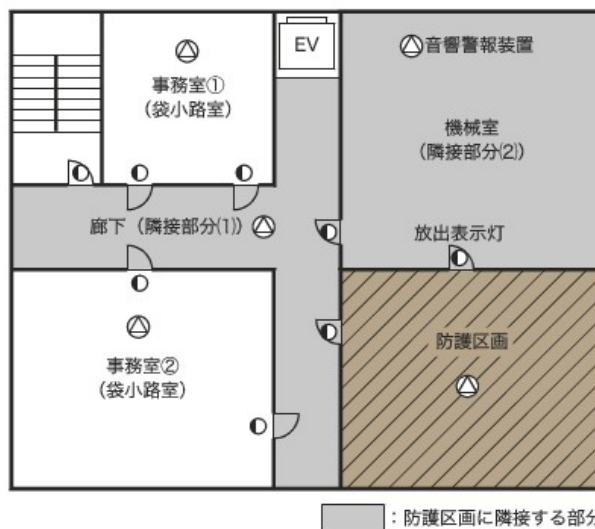 EV
音響警報装置
事務室①
（袋小路室）
機械室
（隣接部分⑵）
廊下（隣接部分⑴）
放出表示灯
防護区画
事務室②
（袋小路室）
：防護区画に隣接する部分